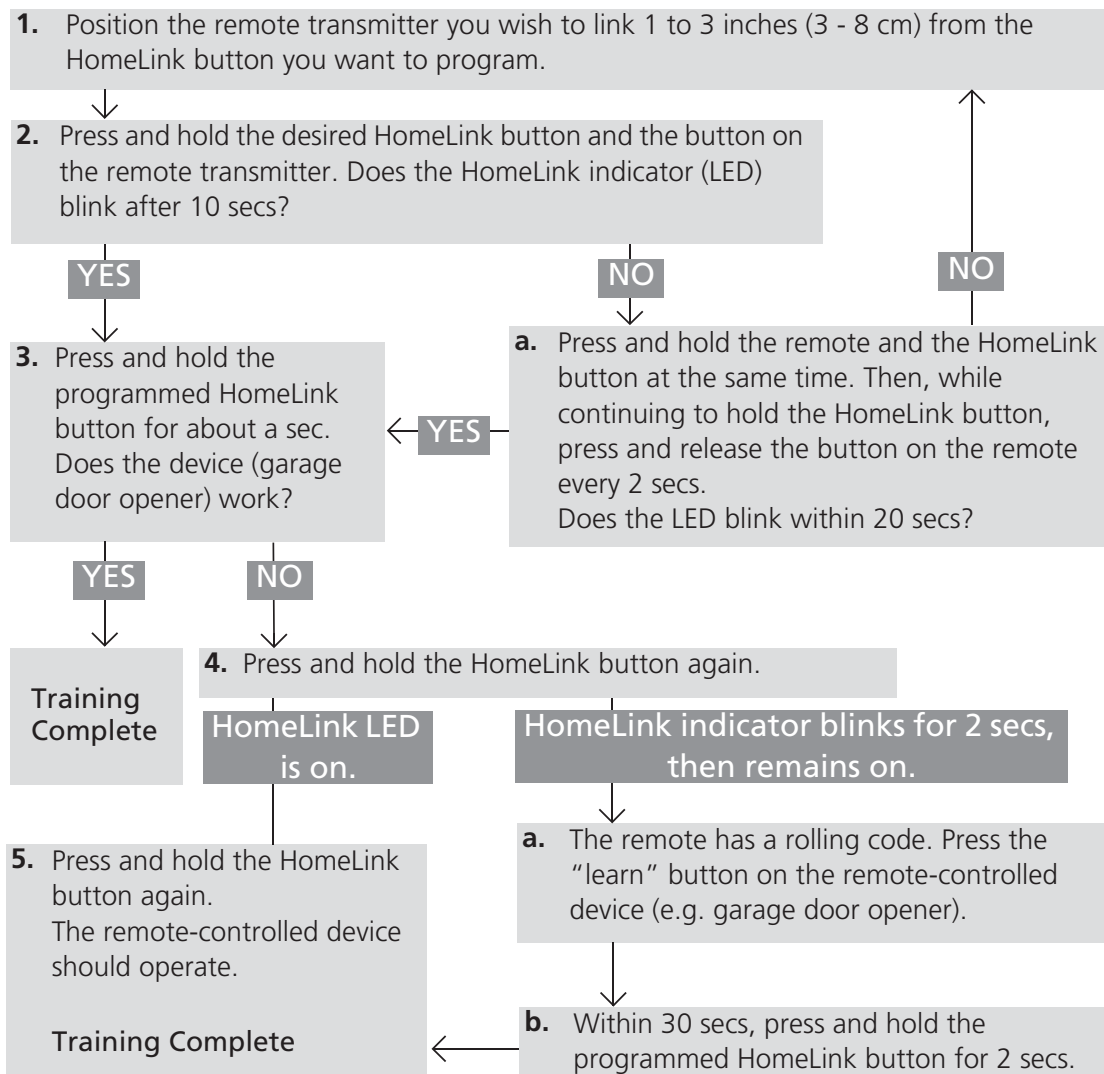 1. Position the remote transmitter you wish to link 1 to 3 inches (3 - 8 cm) from the
HomeLink button you want to program.
2. Press and hold the desired HomeLink button and the button on
the remote transmitter. Does the HomeLink indicator (LED)
blink after 10 secs?
YES
NO
NO
3. Press and hold the
programmed HomeLink
button for about a sec.
Does the device (garage
door opener) work?
a. Press and hold the remote and the HomeLink
button at the same time. Then, while
continuing to hold the HomeLink button,
press and release the button on the remote
every 2 secs.
Does the LED blink within 20 secs?
YES
YES
NO
Training
Complete
4. Press and hold the HomeLink button again.
HomeLink LED
is on.
HomeLink indicator blinks for 2 secs,
then remains on.
5. Press and hold the HomeLink
button again.
The remote-controlled device
should operate.
Training Complete
a. The remote has a rolling code. Press the
“learn” button on the remote-controlled
device (e.g. garage door opener).
b. Within 30 secs, press and hold the
programmed HomeLink button for 2 secs.